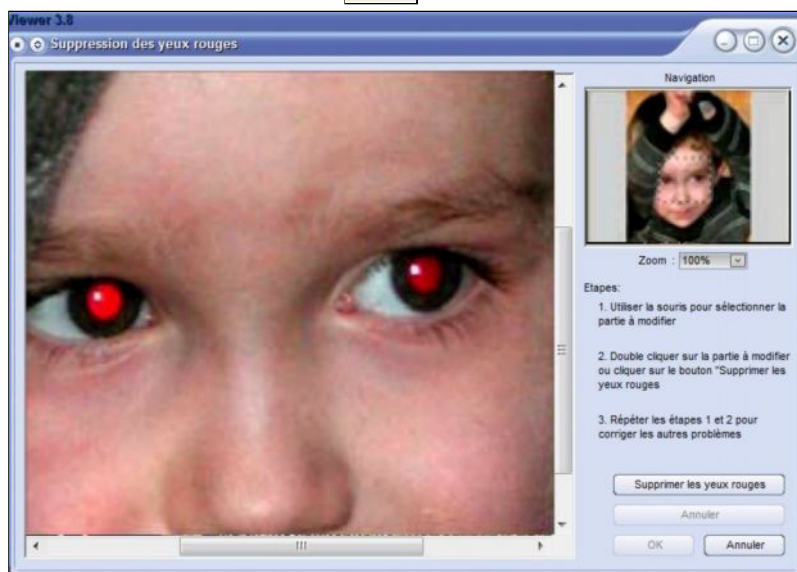 Viewer 3.8
Suppression des yeux rouges
Navigation
Zoom : 100%
Etapes:
1. Utiliser la souris pour sélectionner la
partie à modifier
2. Double cliquer sur la partie à modifier
ou cliquer sur le bouton "Supprimer les
yeux rouges
3. Répéter les étapes 1 et 2 pour
corriger les autres problèmes
Supprimer les yeux rouges
Annuler
OK
Annuler